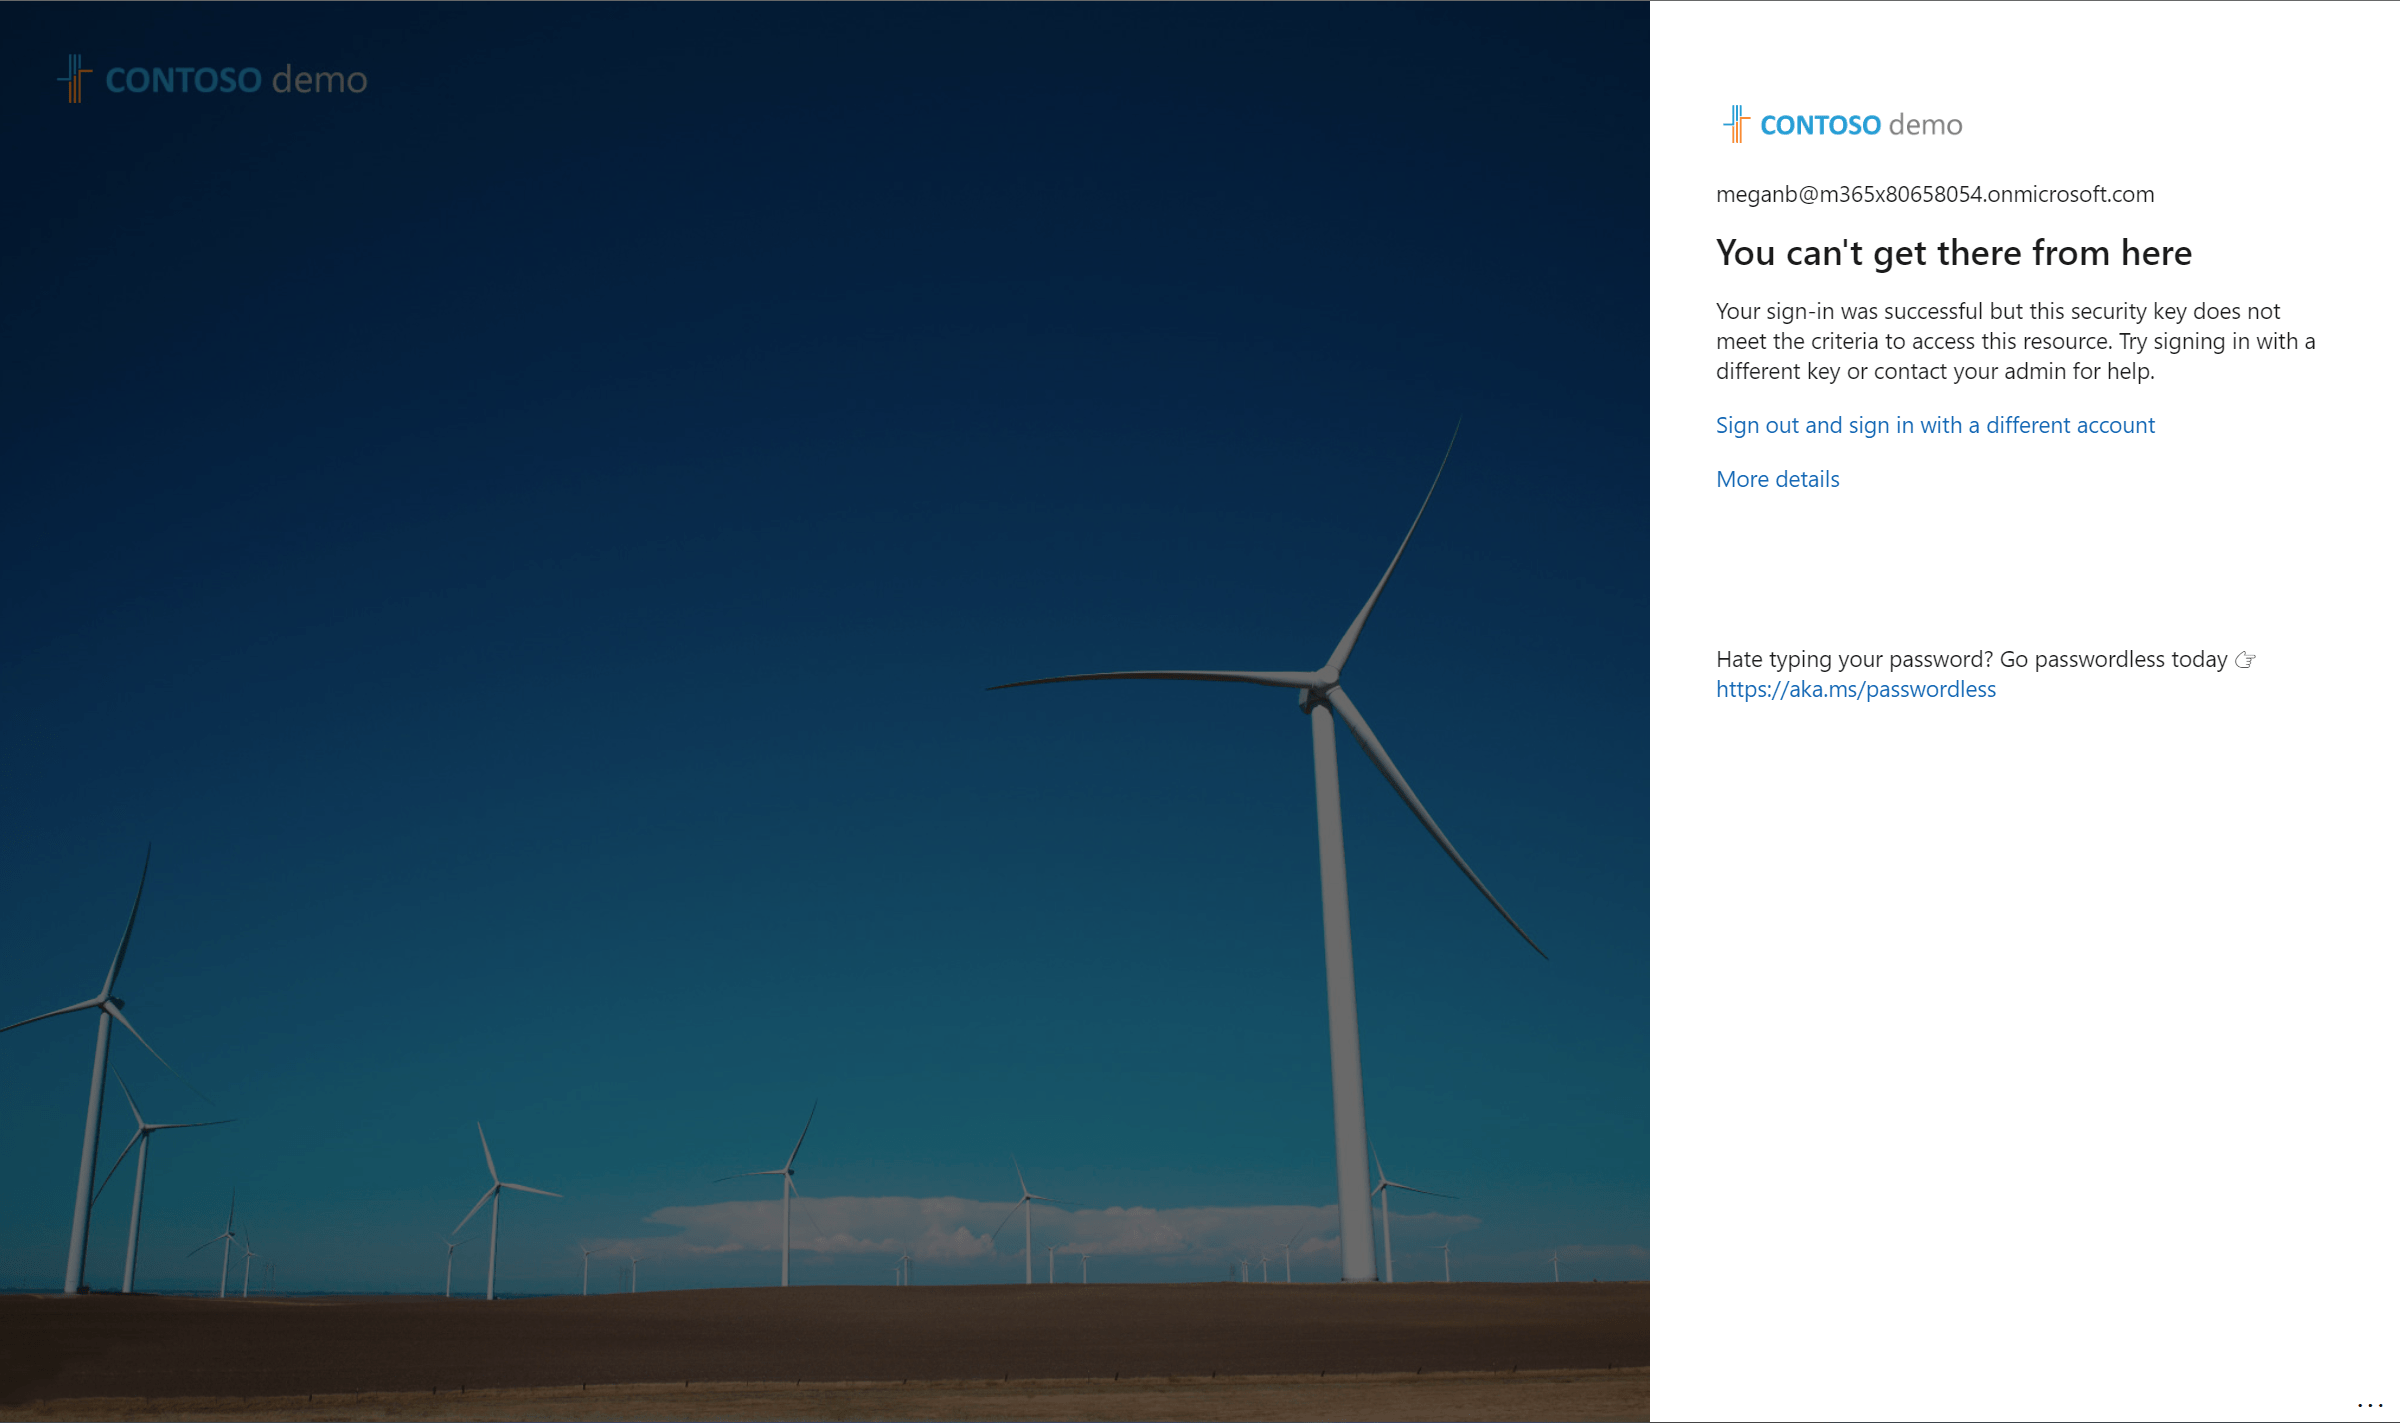 CONTOSO demo
CONTOSO demo
meganb@m365x80658054.onmicrosoft.com
You can't get there from here
Your sign-in was successful but this security key does not
meet the criteria to access this resource. Try signing in with a
different key or contact your admin for help.
Sign out and sign in with a different account
More details
Hate typing your password? Go passwordless today 👉
https://aka.ms/passwordless
...